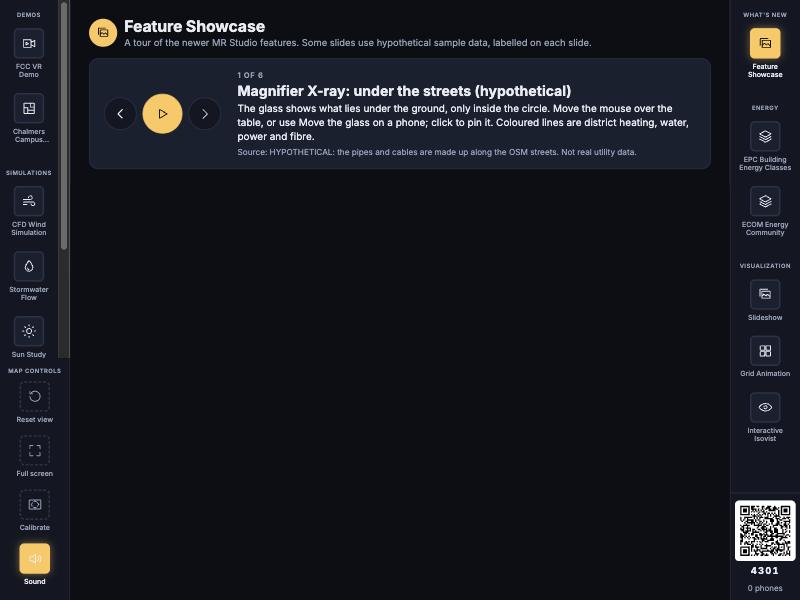 DEMOS
FCC VR
Demo
Chalmers
Campus...
SIMULATIONS
CFD Wind
Simulation
Stormwater
Flow
Sun Study
MAP CONTROLS
Reset view
Full screen
Calibrate
Sound
Feature Showcase
A tour of the newer MR Studio features. Some slides use hypothetical sample data, labelled on each slide.
1 OF 6
Magnifier X-ray: under the streets (hypothetical)
The glass shows what lies under the ground, only inside the circle. Move the mouse over the
table, or use Move the glass on a phone; click to pin it. Coloured lines are district heating, water,
power and fibre.
Source: HYPOTHETICAL: the pipes and cables are made up along the OSM streets. Not real utility data.
WHAT'S NEW
Feature
Showcase
ENERGY
EPC Building
Energy Classes
ECOM Energy
Community
VISUALIZATION
Slideshow
Grid Animation
Interactive
Isovist
4301
0 phones